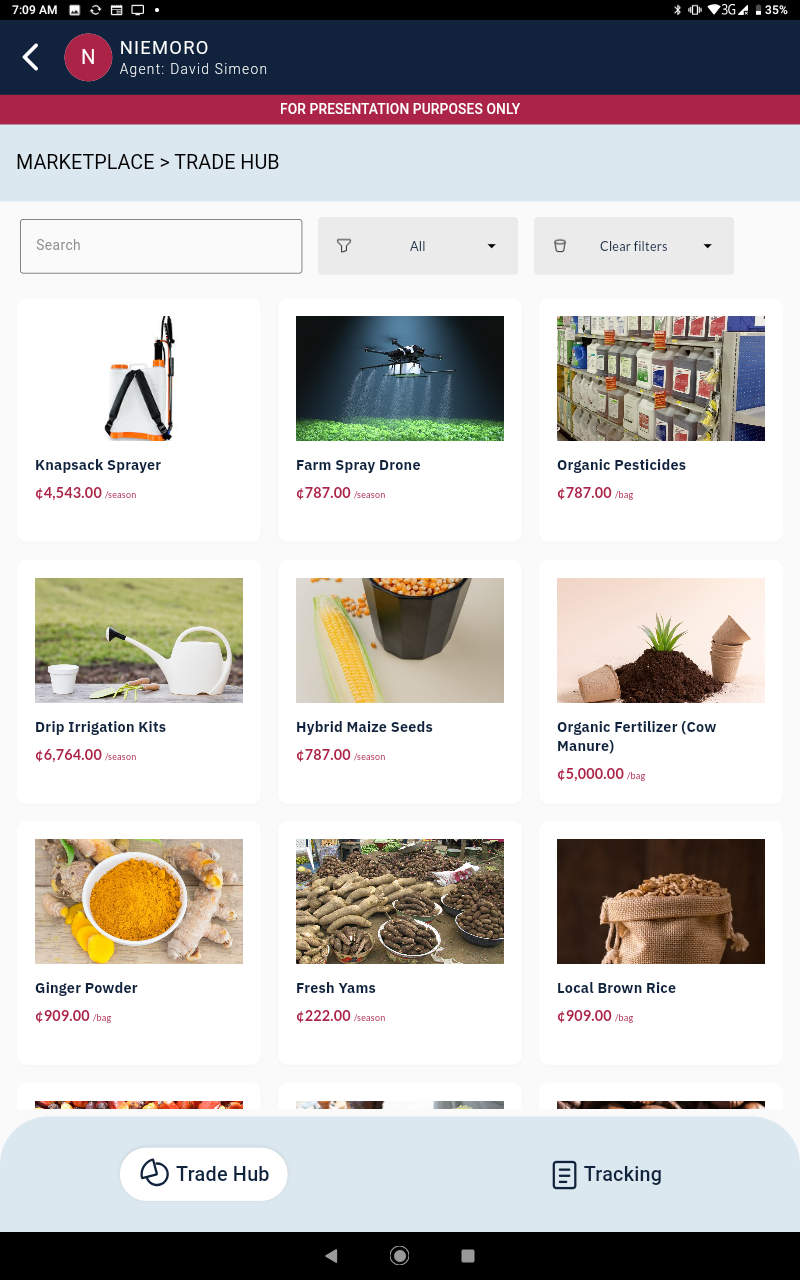 7:09 AM
3G
35%
N
NIEMORO
Agent: David Simeon
FOR PRESENTATION PURPOSES ONLY
MARKETPLACE > TRADE HUB
Search
All
Clear filters
Knapsack Sprayer
¢4,543.00 /season
Farm Spray Drone
¢787.00 /season
Organic Pesticides
¢787.00 /bag
Drip Irrigation Kits
¢6,764.00 /season
Hybrid Maize Seeds
¢787.00 /season
Organic Fertilizer (Cow
Manure)
¢5,000.00 /bag
Ginger Powder
¢909.00 /bag
Fresh Yams
¢222.00 /season
Local Brown Rice
¢909.00 /bag
Trade Hub
Tracking